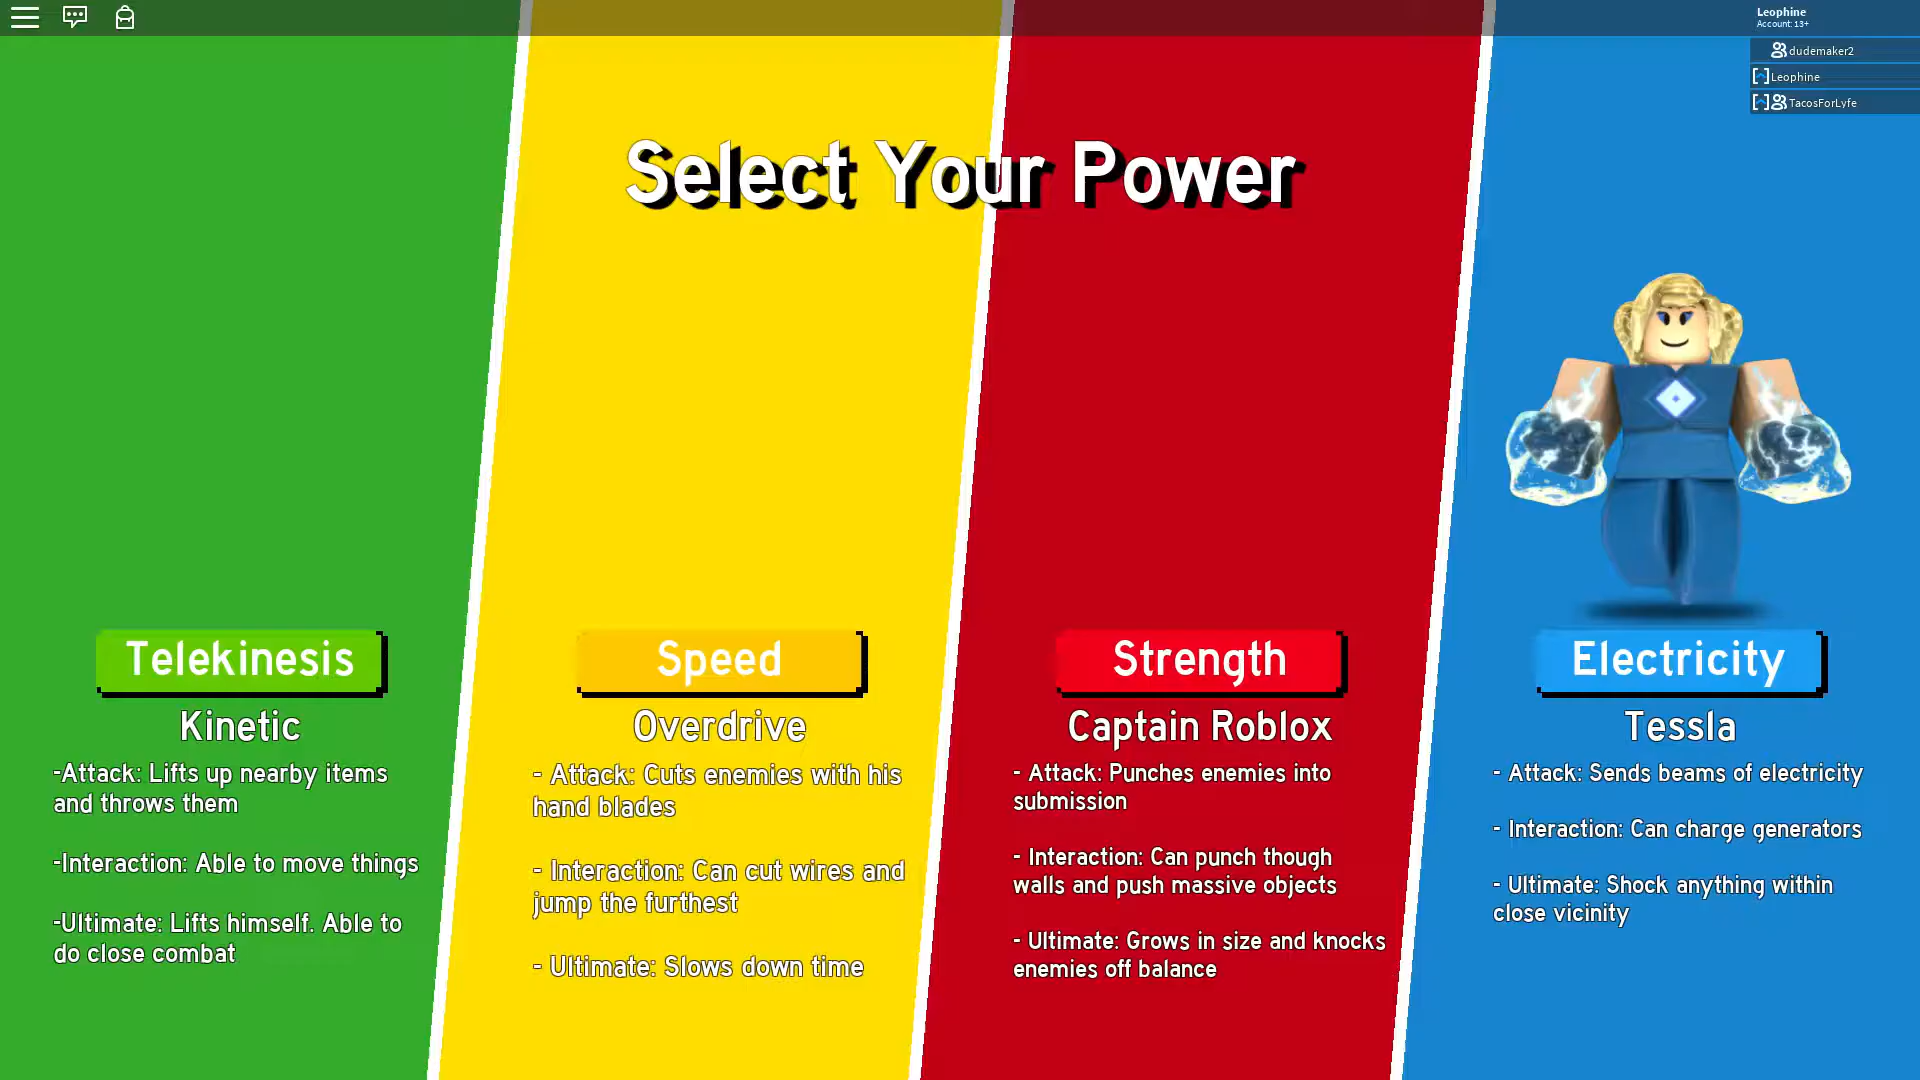 Leophine
Account: 13+
dudemaker2
Leophine
TacosForLyfe
Select Your Power
Telekinesis
Kinetic
-Attack: Lifts up nearby items
and throws them
-Interaction: Able to move things
-Ultimate: Lifts himself. Able to
do close combat
Speed
Overdrive
- Attack: Cuts enemies with his
hand blades
- Interaction: Can cut wires and
jump the furthest
- Ultimate: Slows down time
Strength
Captain Roblox
- Attack: Punches enemies into
submission
- Interaction: Can punch though
walls and push massive objects
- Ultimate: Grows in size and knocks
enemies off balance
Electricity
Tessla
- Attack: Sends beams of electricity
- Interaction: Can charge generators
- Ultimate: Shock anything within
close vicinity